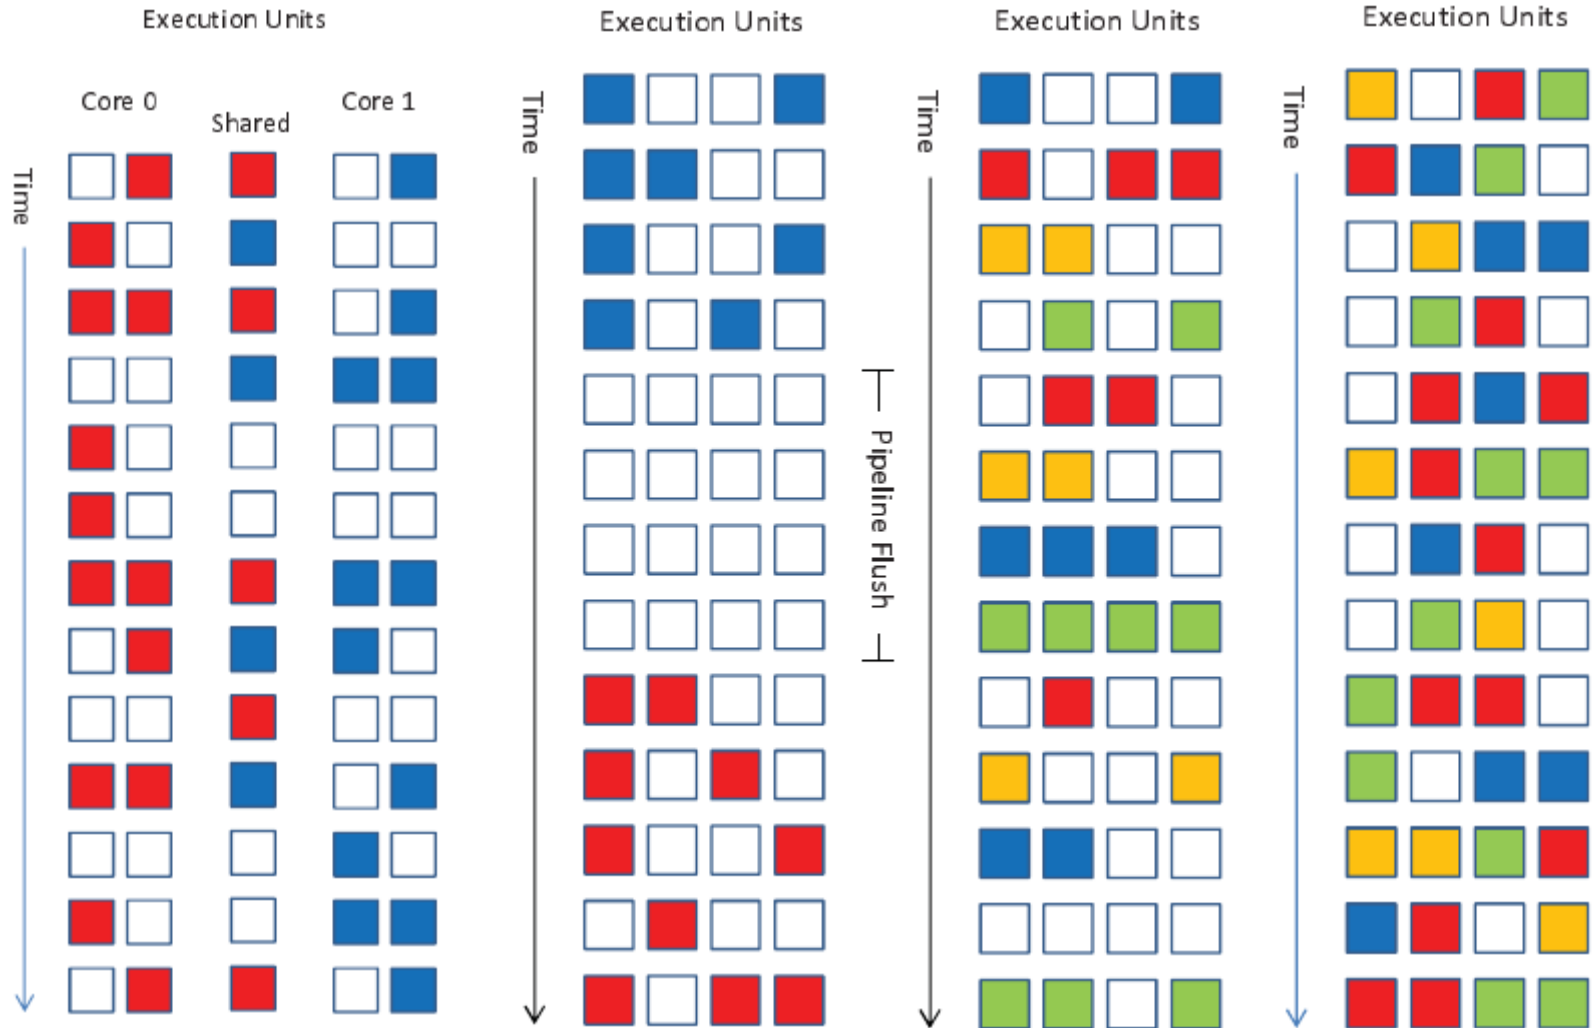 Execution Units
Execution Units
Execution Units
Execution Units
Core 0
Shared
Core 1
Time
Time
Time
Time
Pipeline Flush